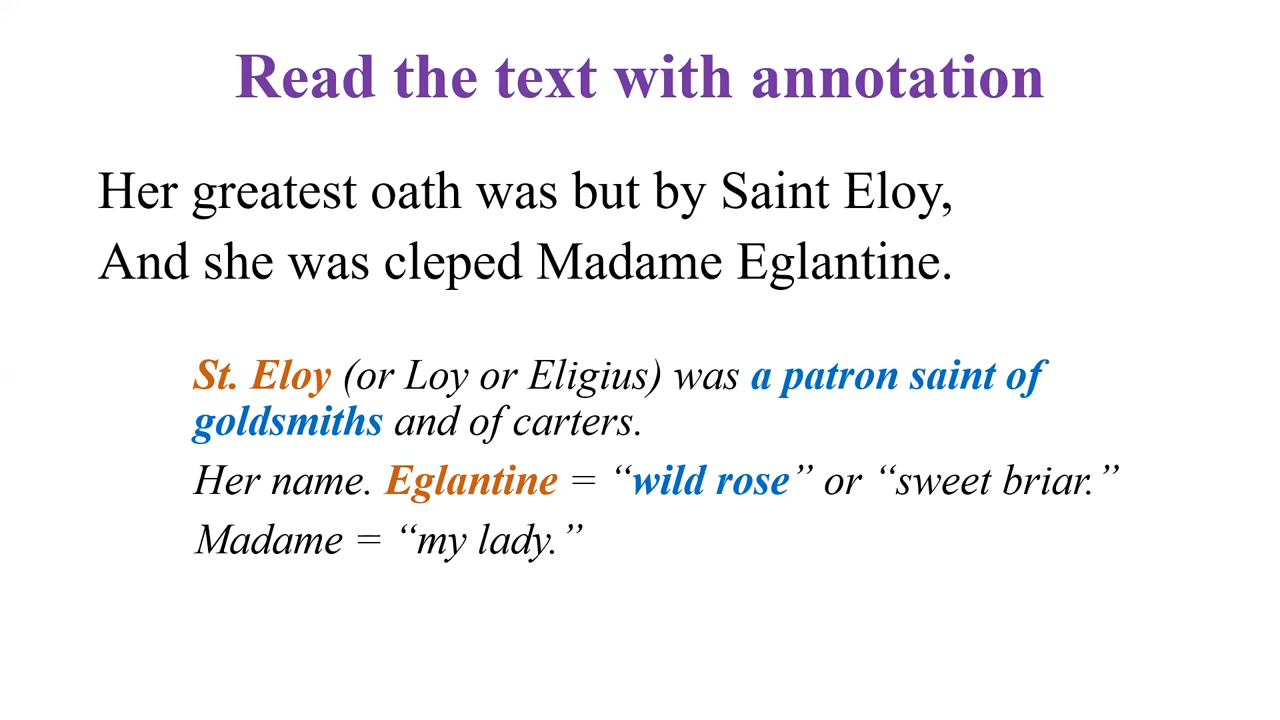 Read the text with annotation
Her greatest oath was but by Saint Eloy,
And she was cleped Madame Eglantine.
St. Eloy (or Loy or Eligius) was a patron saint of
goldsmiths and of carters.
Her name. Eglantine = “wild rose” or “sweet briar.”
Madame = “my lady.”